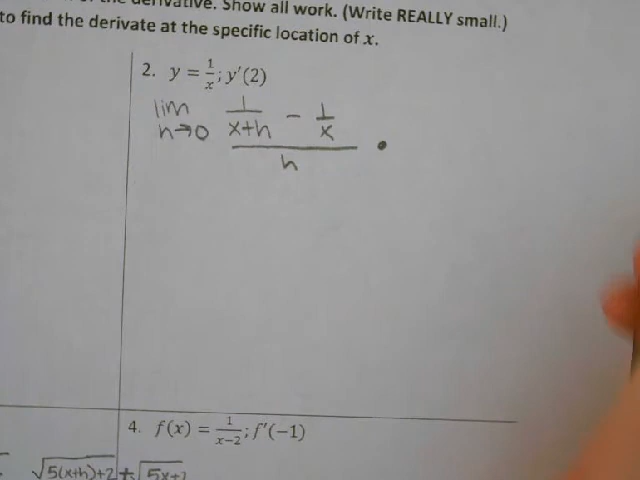 derivative. Show all work. (Write REALLY small.)
to find the derivate at the specific location of x.
2. y = 1/x; y′(2)
lim h→0 (1/(x+h) - 1/x)/h ·
4. f(x) = 1/(x−2); f′(−1)
√5(x+h)+2 + √5x+2